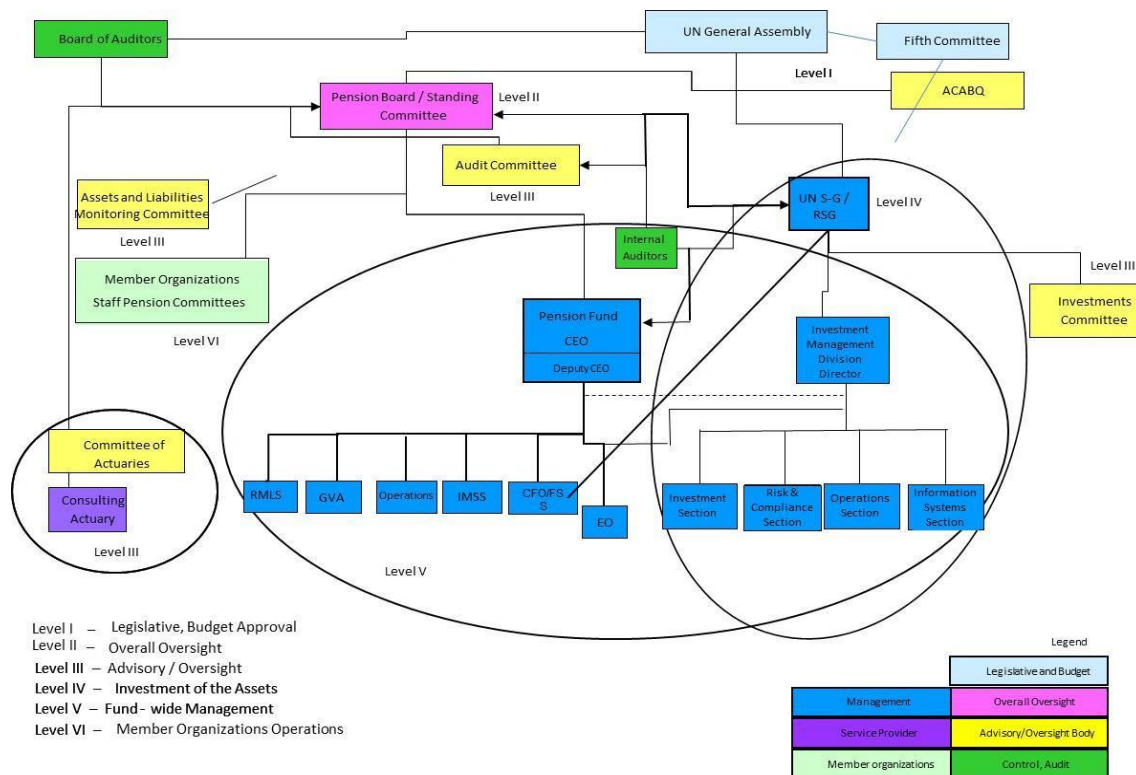 Board of Auditors
UN General Assembly
Fifth Committee
Level I
ACABQ
Pension Board / Standing
Committee
Level II
Audit Committee
Level III
Assets and Liabilities
Monitoring Committee
Level III
UN S-G /
RSG
Level IV
Internal
Auditors
Member Organizations
Staff Pension Committees
Level VI
Level III
Investments
Committee
Pension Fund
CEO
Deputy CEO
Investment
Management
Division
Director
Committee of
Actuaries
Consulting
Actuary
Level III
RMLS
GVA
Operations
IMSS
CFO/FS
S
EO
Investment
Section
Risk &
Compliance
Section
Operations
Section
Information
Systems
Section
Level V
Level I – Legislative, Budget Approval
Level II – Overall Oversight
Level III – Advisory / Oversight
Level IV – Investment of the Assets
Level V – Fund - wide Management
Level VI – Member Organizations Operations
Legend
Legislative and Budget
Management
Overall Oversight
Service Provider
Advisory/Oversight Body
Member organizations
Control, Audit